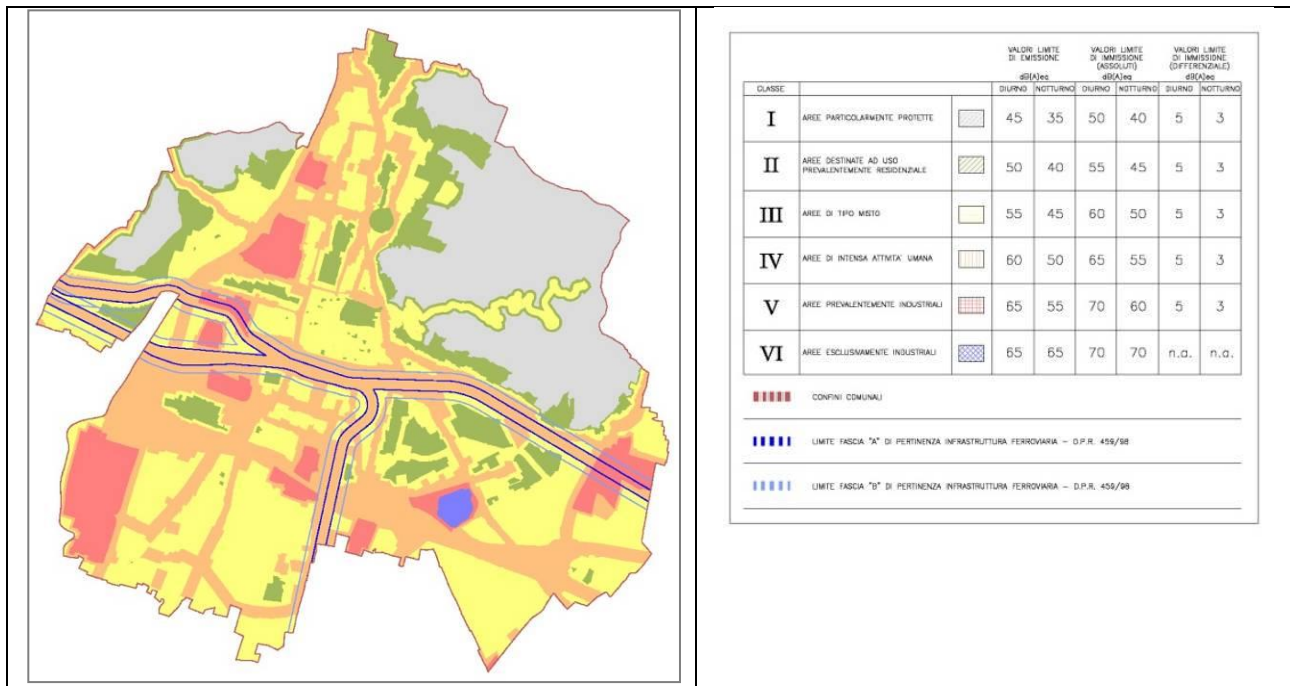 VALORI LIMITE DI EMISSIONE
VALORI LIMITE DI IMMISSIONE (ASSOLUTI)
VALORI LIMITE DI IMMISSIONE (DIFFERENZIALE)
dB(A)eq dB(A)eq dB(A)eq
CLASSE DIURNO NOTTURNO DIURNO NOTTURNO DIURNO NOTTURNO
I AREE PARTICOLARMENTE PROTETTE 45 35 50 40 5 3
II AREE DESTINATE AD USO PREVALENTEMENTE RESIDENZIALE 50 40 55 45 5 3
III AREE DI TIPO MISTO 55 45 60 50 5 3
IV AREE DI INTENSA ATTIVITA' UMANA 60 50 65 55 5 3
V AREE PREVALENTEMENTE INDUSTRIALI 65 55 70 60 5 3
VI AREE ESCLUSIVAMENTE INDUSTRIALI 65 65 70 70 n.a. n.a.
CONFINI COMUNALI
LIMITE FASCIA "A" DI PERTINENZA INFRASTRUTTURA FERROVIARIA – D.P.R. 459/98
LIMITE FASCIA "B" DI PERTINENZA INFRASTRUTTURA FERROVIARIA – D.P.R. 459/98